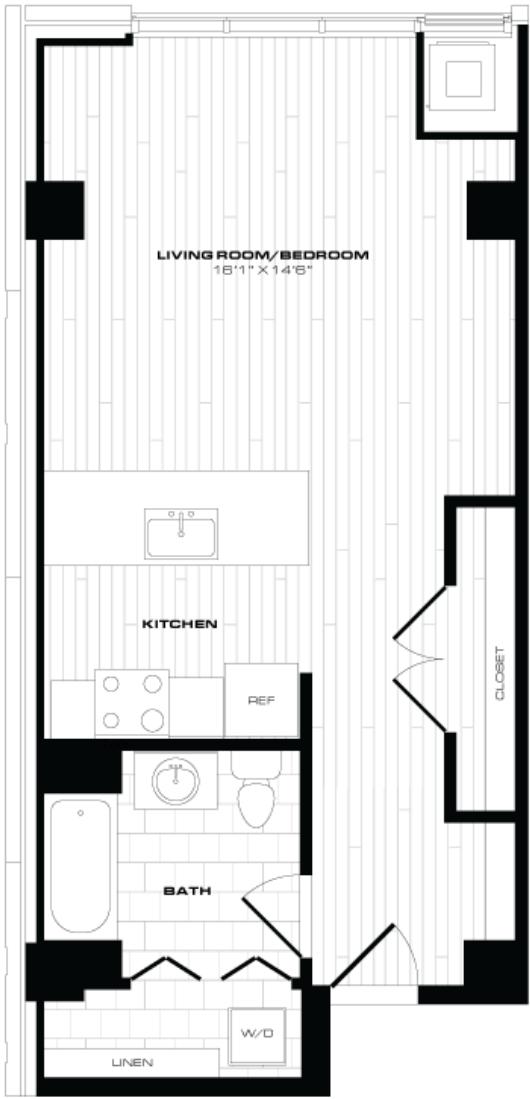 LIVING ROOM/BEDROOM
16'1" X 14'6"
KITCHEN
REF
CLOSET
BATH
W/D
LINEN